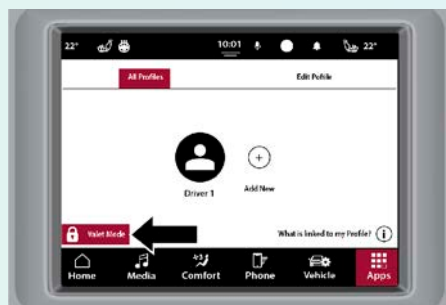 22° 10:01 22°
All Profiles Edit Pofile
Driver 1 Add New
Valet Mode What is linked to my Profile? i
Home Media Comfort Phone Vehicle Apps